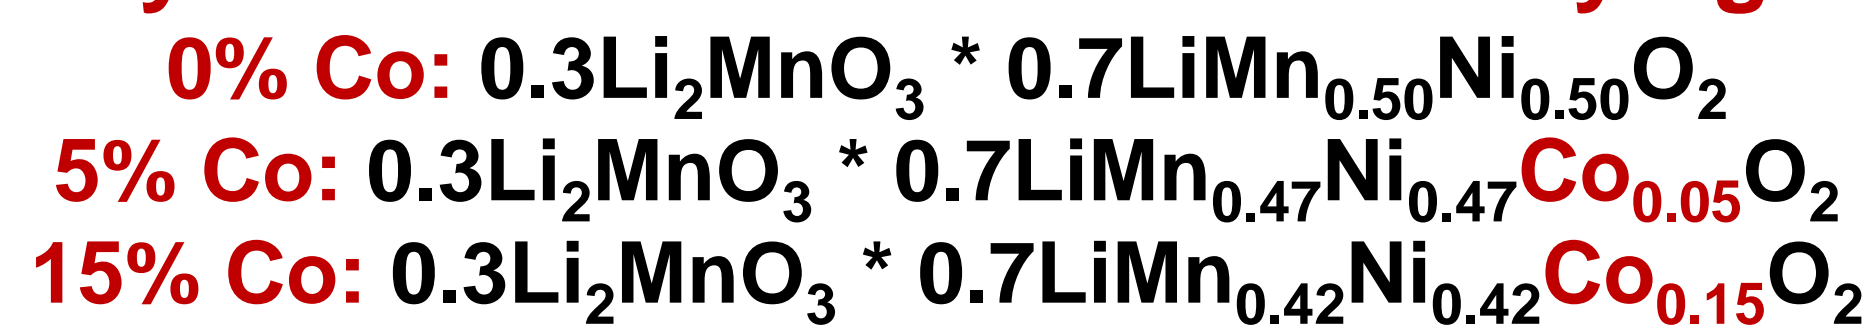 0% Co: 0.3Li₂MnO₃ * 0.7LiMn₀.₅₀Ni₀.₅₀O₂
5% Co: 0.3Li₂MnO₃ * 0.7LiMn₀.₄₇Ni₀.₄₇Co₀.₀₅O₂
15% Co: 0.3Li₂MnO₃ * 0.7LiMn₀.₄₂Ni₀.₄₂Co₀.₁₅O₂